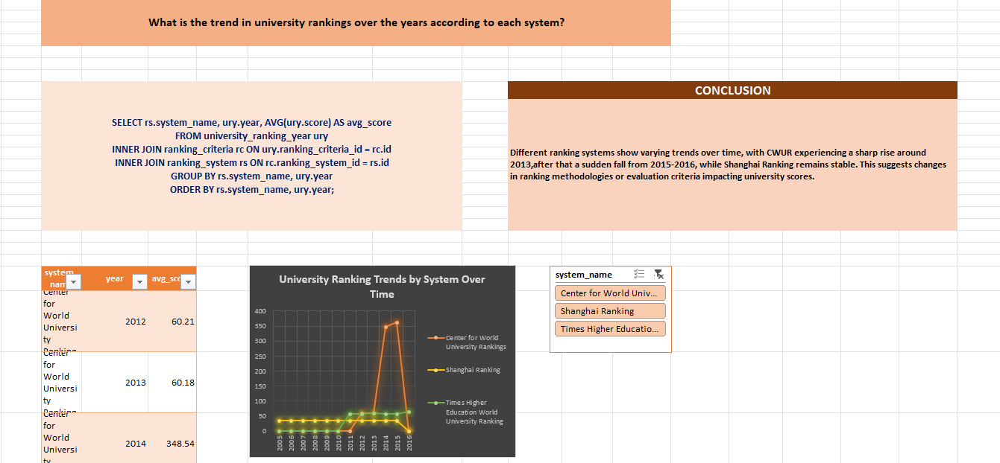 What is the trend in university rankings over the years according to each system?
SELECT rs.system_name, ury.year, AVG(ury.score) AS avg_score
FROM university_ranking_year ury
INNER JOIN ranking_criteria rc ON ury.ranking_criteria_id = rc.id
INNER JOIN ranking_system rs ON rc.ranking_system_id = rs.id
GROUP BY rs.system_name, ury.year
ORDER BY rs.system_name, ury.year;
CONCLUSION
Different ranking systems show varying trends over time, with CWUR experiencing a sharp rise around
2013,after that a sudden fall from 2015-2016, while Shanghai Ranking remains stable. This suggests changes
in ranking methodologies or evaluation criteria impacting university scores.
system_
nam
year
avg_sco
Center
for
World
Universi
ty
Ranking
2012
60.21
Center
for
World
Universi
ty
Ranking
2013
60.18
Center
for
World
Universi
ty
2014
348.54
University Ranking Trends by System Over
Time
400
350
300
250
200
150
100
50
0
2005
2006
2007
2008
2009
2010
2011
2012
2013
2014
2015
2016
Center for World
University Rankings
Shanghai Ranking
Times Higher
Education World
University Ranking
system_name
Center for World Univ...
Shanghai Ranking
Times Higher Educatio...